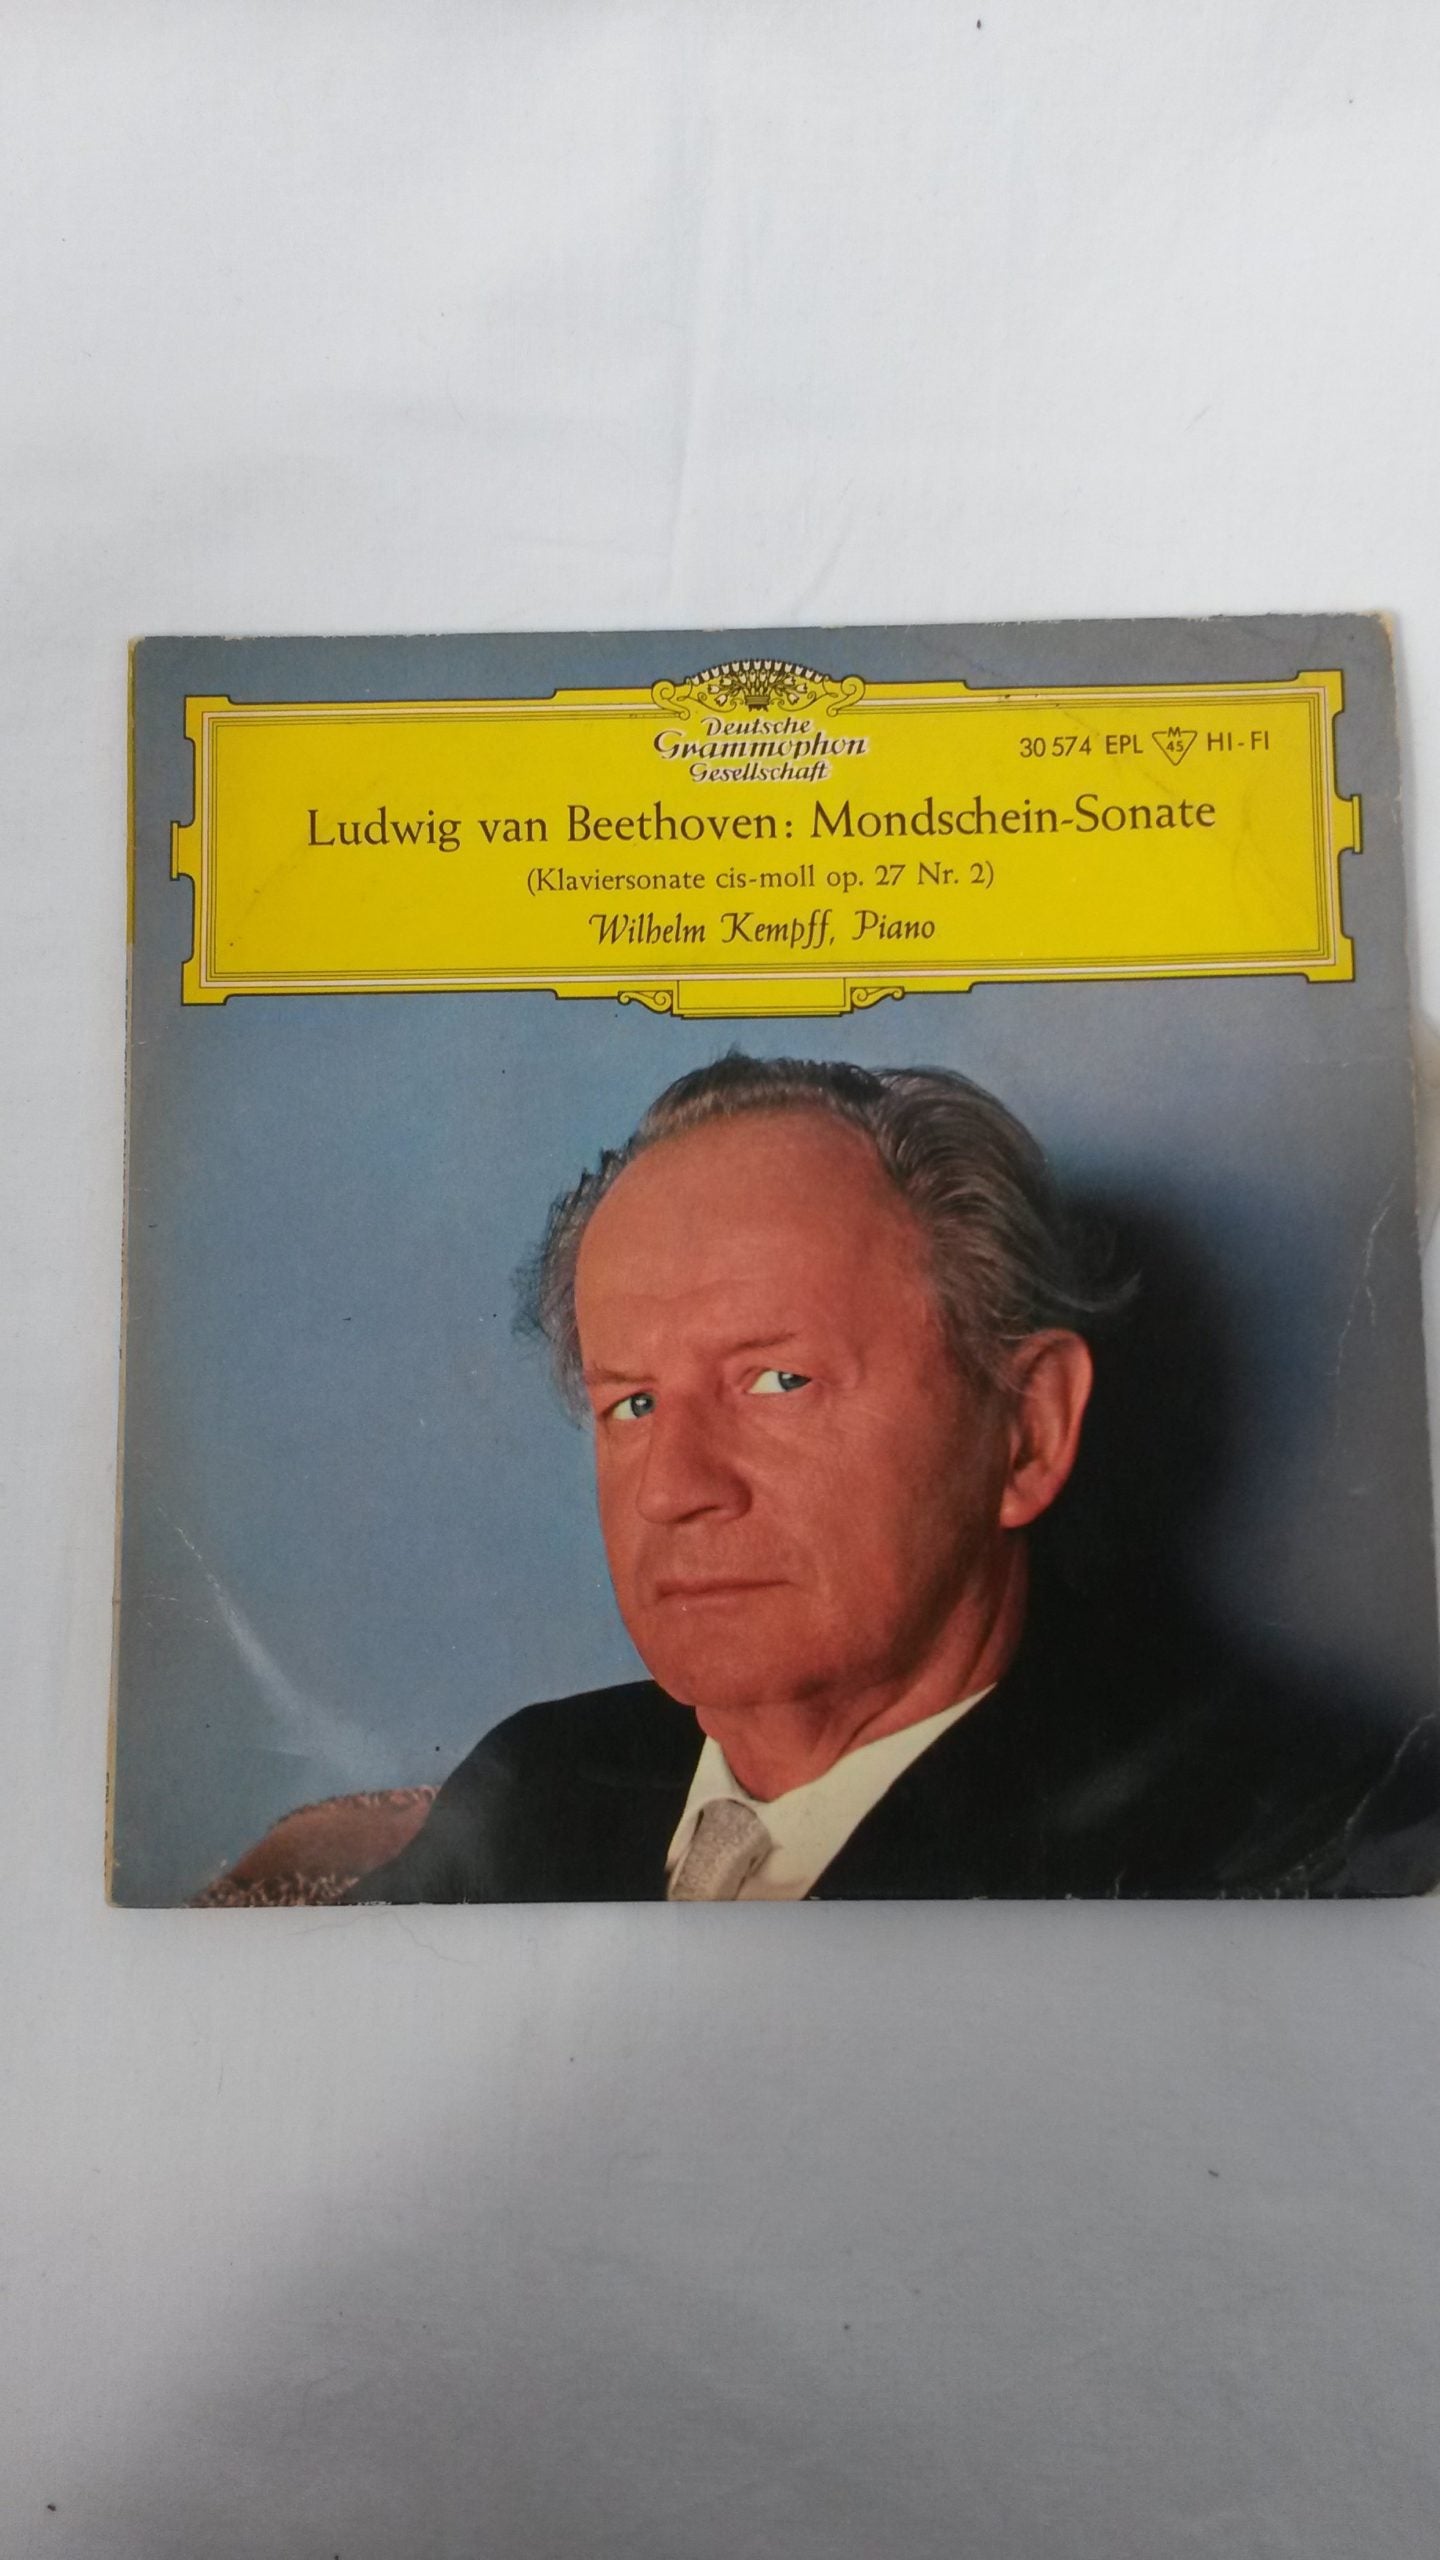 Deutsche
Grammophon
Gesellschaft
30 574 EPL M 45 HI-FI
Ludwig van Beethoven: Mondschein-Sonate
(Klaviersonate cis-moll op. 27 Nr. 2)
Wilhelm Kempff, Piano